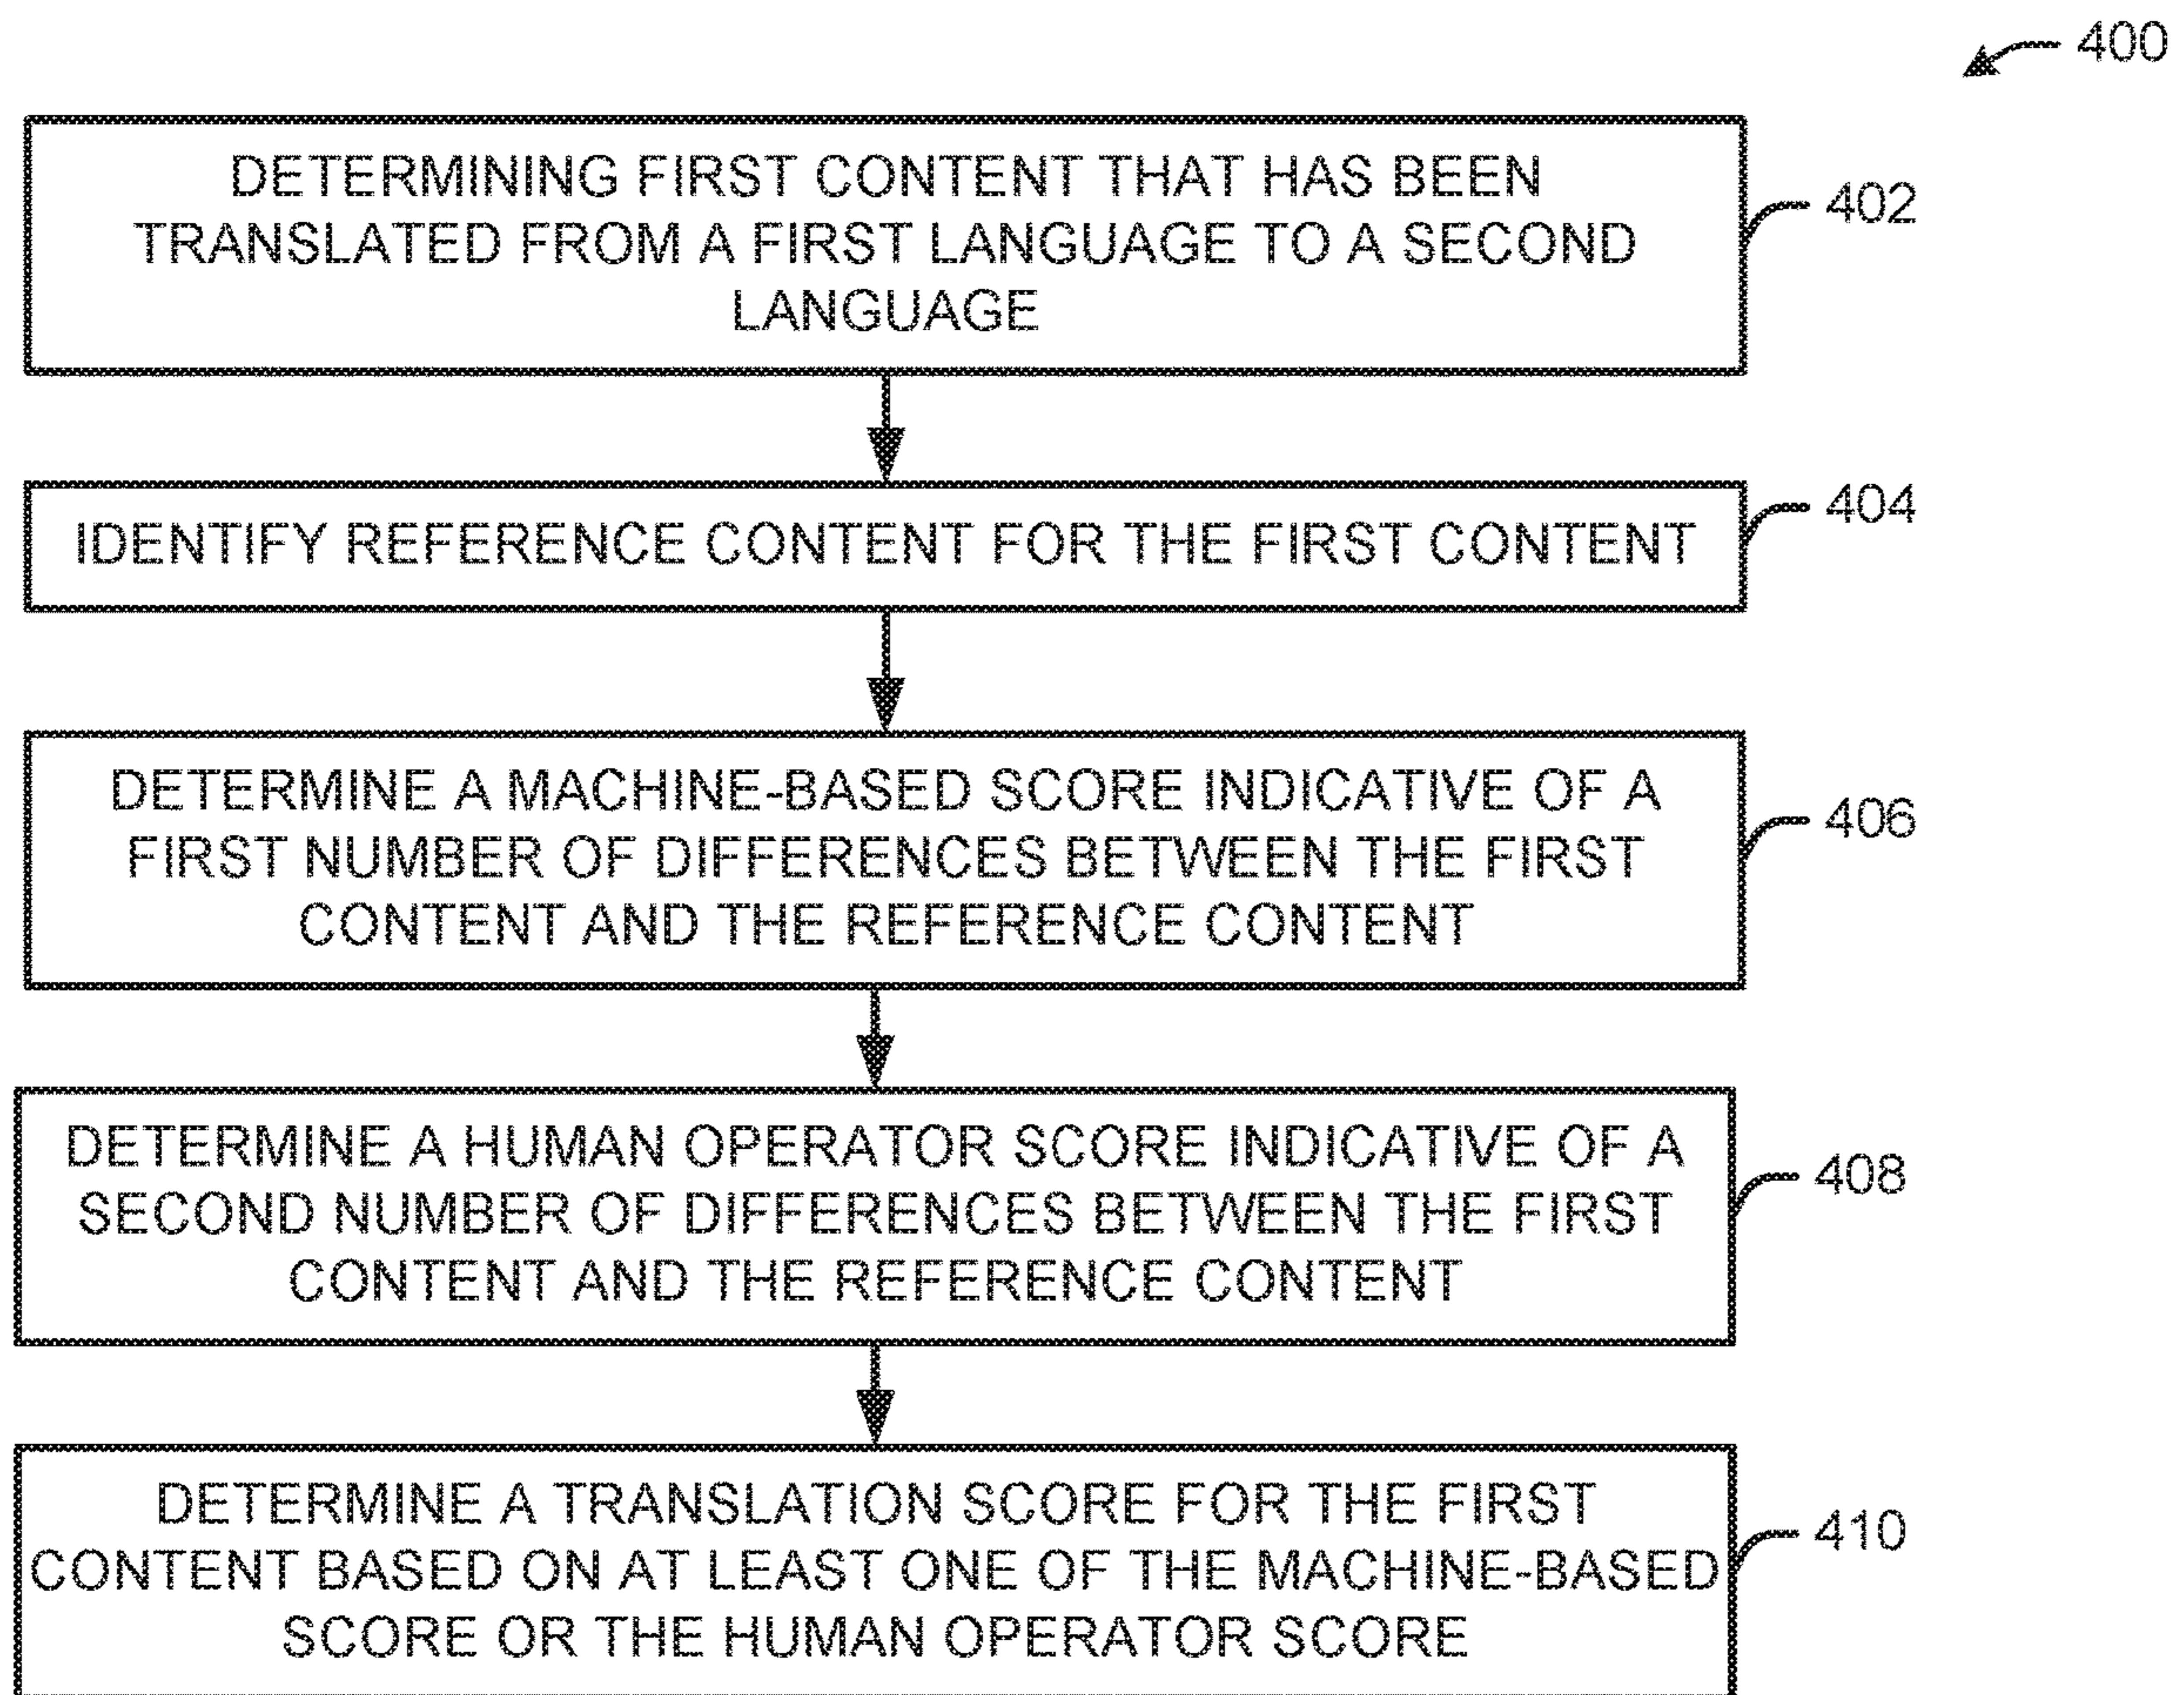 400
DETERMINING FIRST CONTENT THAT HAS BEEN
TRANSLATED FROM A FIRST LANGUAGE TO A SECOND
LANGUAGE
402
IDENTIFY REFERENCE CONTENT FOR THE FIRST CONTENT
404
DETERMINE A MACHINE-BASED SCORE INDICATIVE OF A
FIRST NUMBER OF DIFFERENCES BETWEEN THE FIRST
CONTENT AND THE REFERENCE CONTENT
406
DETERMINE A HUMAN OPERATOR SCORE INDICATIVE OF A
SECOND NUMBER OF DIFFERENCES BETWEEN THE FIRST
CONTENT AND THE REFERENCE CONTENT
408
DETERMINE A TRANSLATION SCORE FOR THE FIRST
CONTENT BASED ON AT LEAST ONE OF THE MACHINE-BASED
SCORE OR THE HUMAN OPERATOR SCORE
410